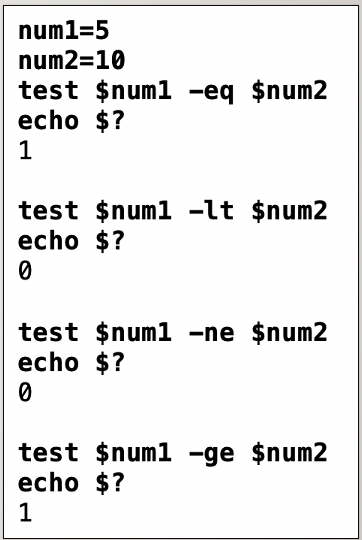 num1=5
num2=10
test $num1 -eq $num2
echo $?
1
test $num1 -lt $num2
echo $?
0
test $num1 -ne $num2
echo $?
0
test $num1 -ge $num2
echo $?
1